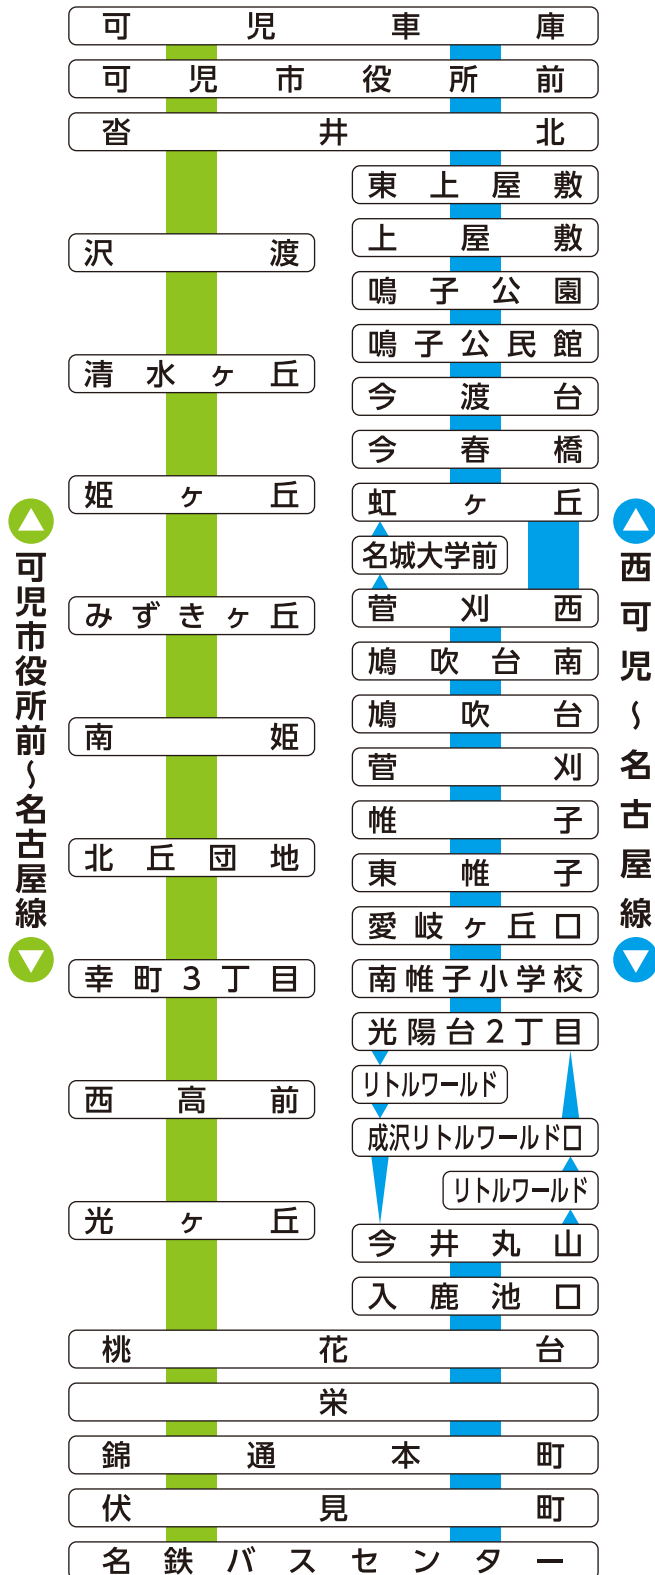 可児車庫
可児市役所前
沓井北
東上屋敷
上屋敷
沢渡
鳴子公園
鳴子公民館
清水ヶ丘
今渡台
今春橋
姫ヶ丘
虹ヶ丘
名城大学前
みずきヶ丘
菅刈西
鳩吹台南
鳩吹台
南姫
菅刈
帷子
北丘団地
東帷子
愛岐ヶ丘口
幸町3丁目
南帷子小学校
光陽台2丁目
リトルワールド
西高前
成沢リトルワールド口
リトルワールド
光ヶ丘
今井丸山
入鹿池口
桃花台
栄
錦通本町
伏見町
名鉄バスセンター
可児市役所前〜名古屋線
西可児〜名古屋線